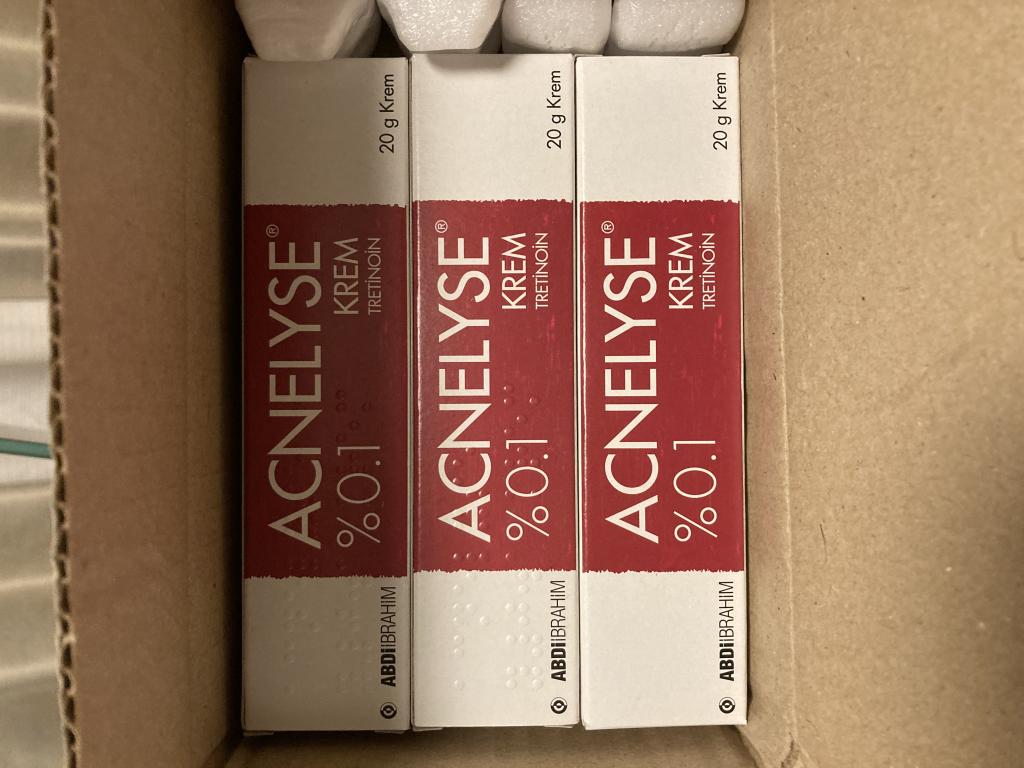 ACNELYSE®
%0.1 KREM
TRETİNOİN
ABDİİBRAHİM 20 g Krem
ACNELYSE®
%0.1 KREM
TRETİNOİN
ABDİİBRAHİM 20 g Krem
ACNELYSE®
%0.1 KREM
TRETİNOİN
ABDİİBRAHİM 20 g Krem